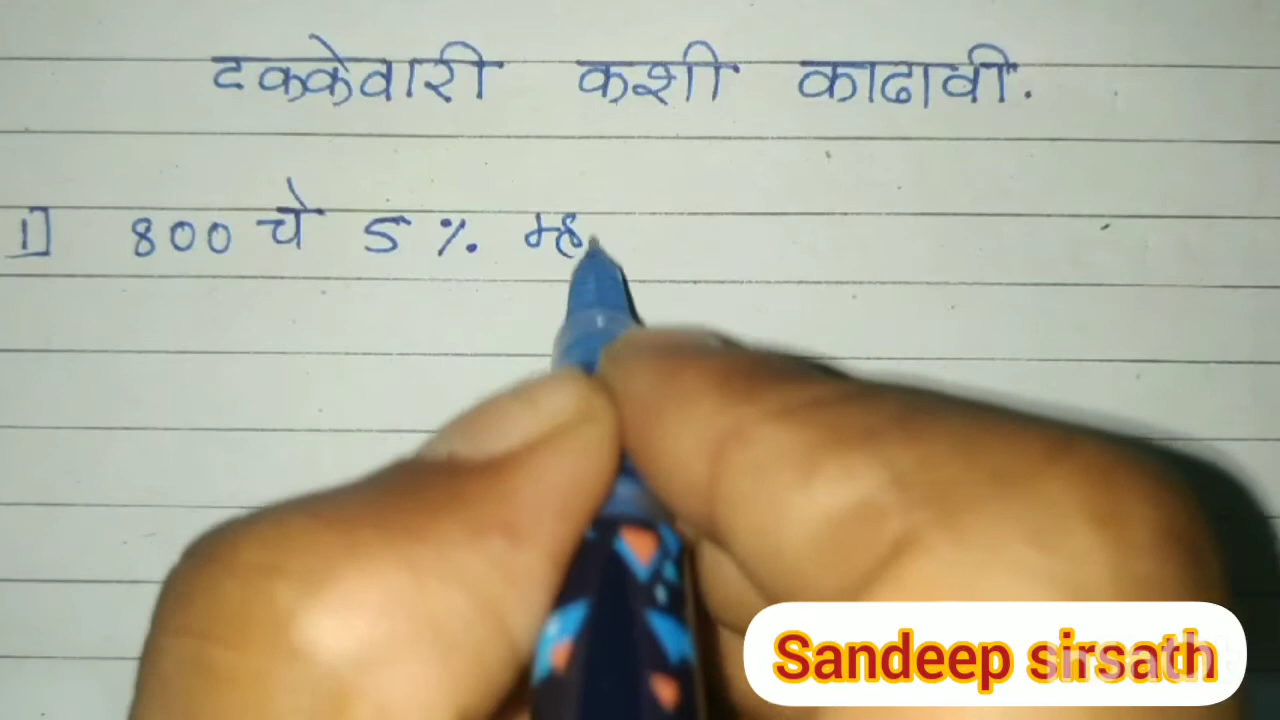 टक्केवारी कशी काढावी.
1] 800 चे 5 % म्ह
Sandeep sirsath